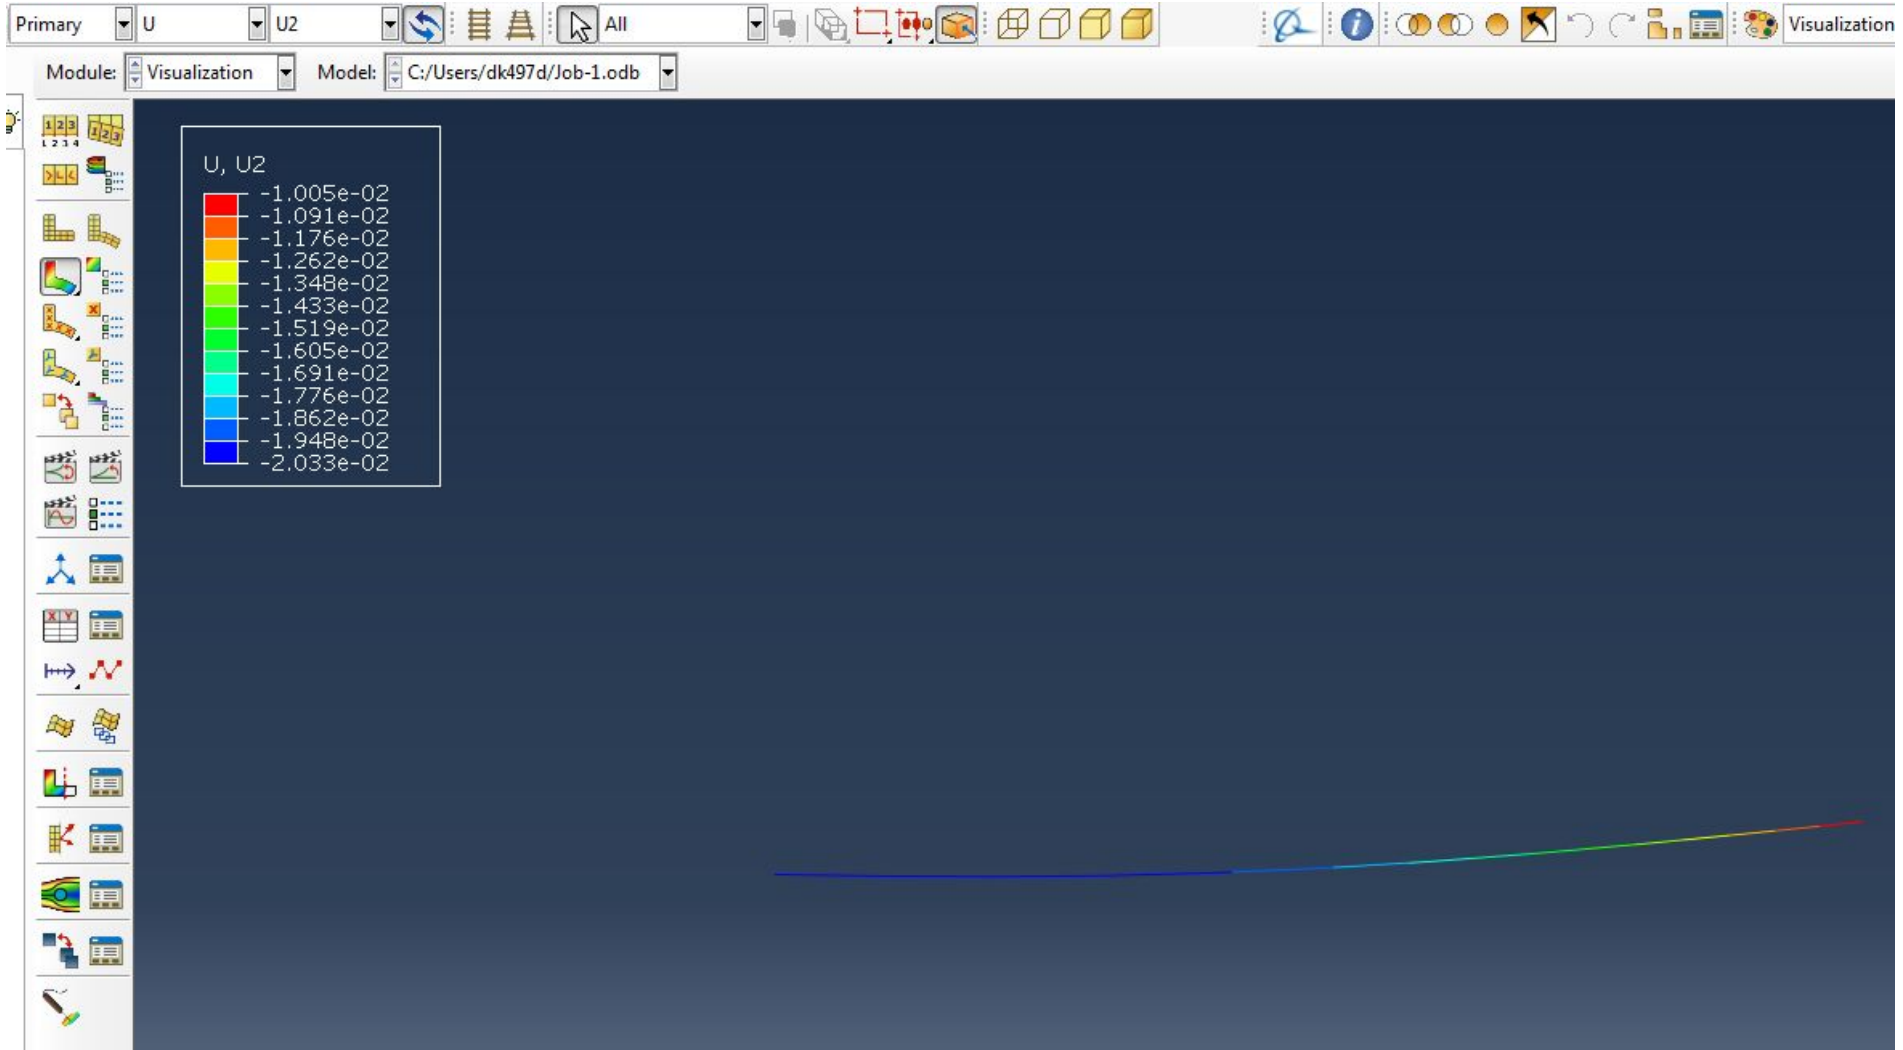 Primary U U2 All Visualization
Module: Visualization Model: C:/Users/dk497d/Job-1.odb
U, U2
-1.005e-02
-1.091e-02
-1.176e-02
-1.262e-02
-1.348e-02
-1.433e-02
-1.519e-02
-1.605e-02
-1.691e-02
-1.776e-02
-1.862e-02
-1.948e-02
-2.033e-02